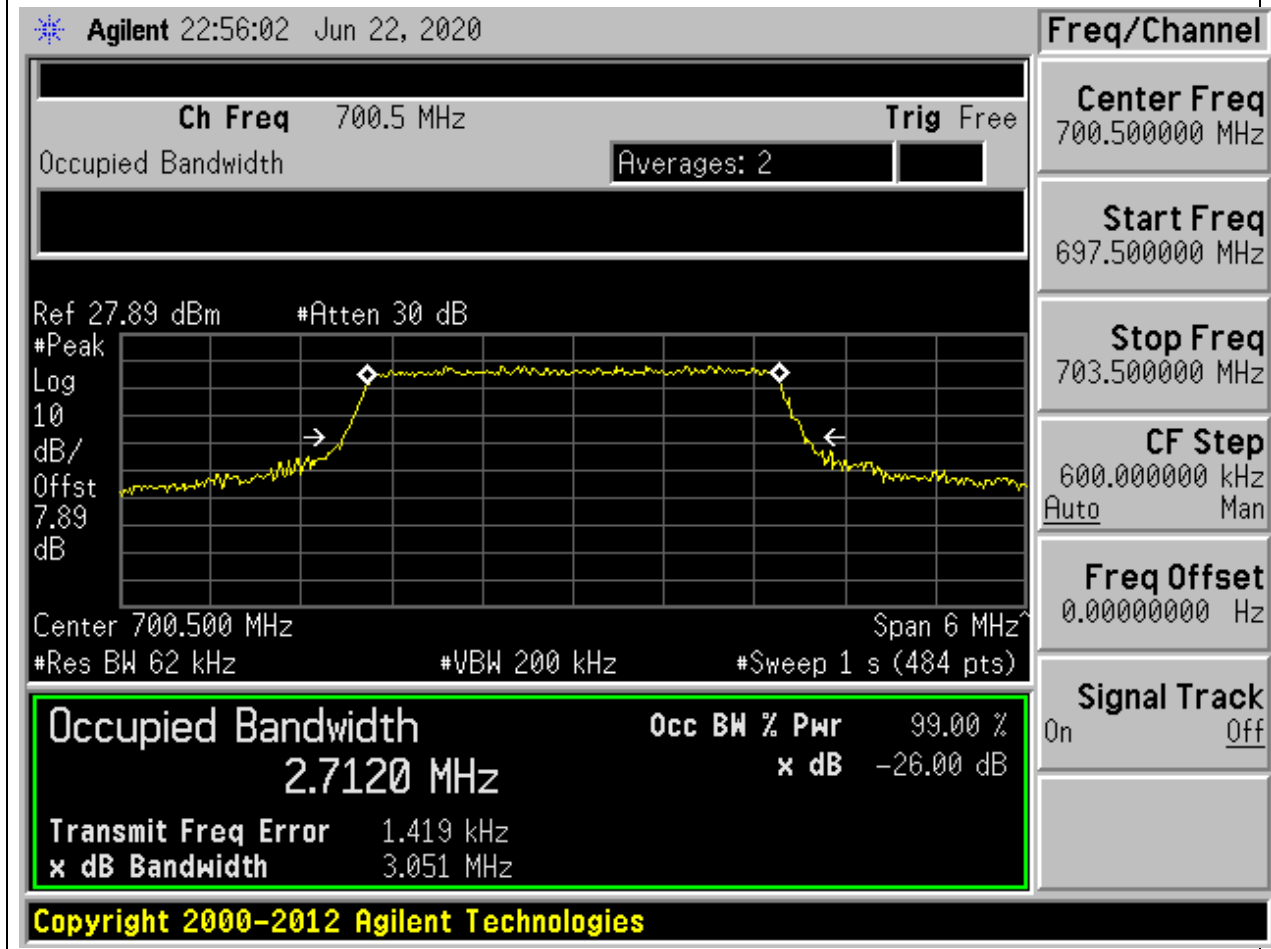 Agilent 22:56:02 Jun 22, 2020
Freq/Channel
Ch Freq 700.5 MHz
Trig Free
Occupied Bandwidth
Averages: 2
Ref 27.89 dBm
#Atten 30 dB
#Peak
Log
10
dB/
Offst
7.89
dB
Center 700.500 MHz
Span 6 MHz^
#Res BW 62 kHz
#VBW 200 kHz
#Sweep 1 s (484 pts)
Occupied Bandwidth
2.7120 MHz
Occ BW % Pwr 99.00 %
x dB -26.00 dB
Transmit Freq Error 1.419 kHz
x dB Bandwidth 3.051 MHz
Center Freq
700.500000 MHz
Start Freq
697.500000 MHz
Stop Freq
703.500000 MHz
CF Step
600.000000 kHz
Auto Man
Freq Offset
0.00000000 Hz
Signal Track
On Off
Copyright 2000-2012 Agilent Technologies